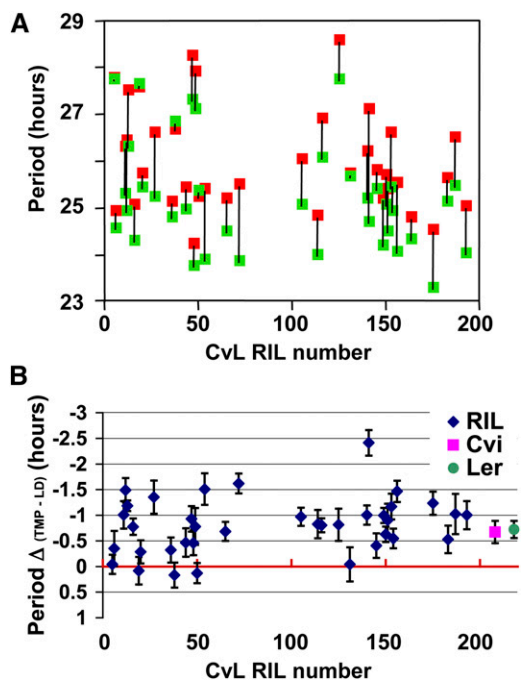 A
29
27
25
23
Period (hours)
0 50 100 150 200
CvL RIL number
B
-3
-2.5
-2
-1.5
-1
-0.5
0
0.5
1
Period Δ (TMP - LD) (hours)
RIL
Cvi
Ler
0 50 100 150 200
CvL RIL number